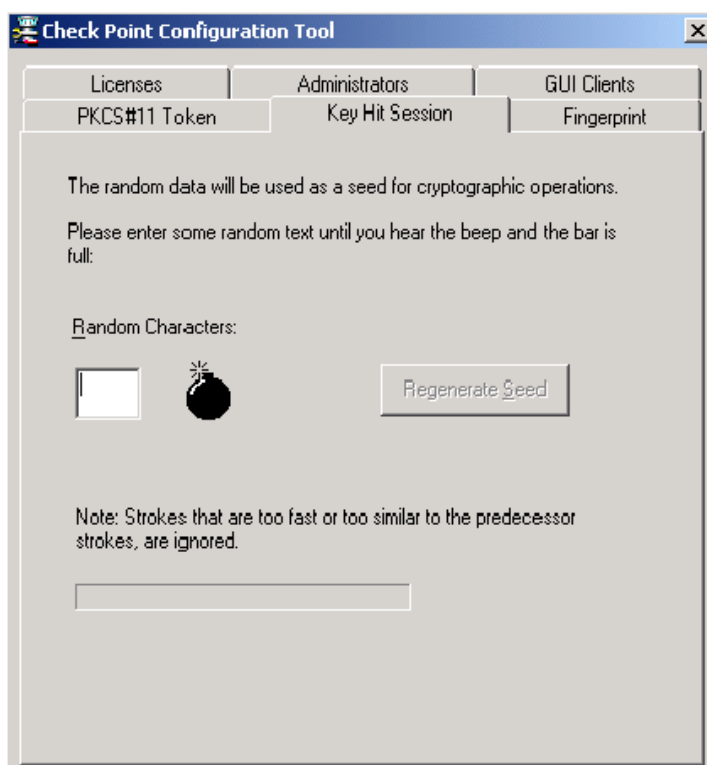 Check Point Configuration Tool
Licenses
Administrators
GUI Clients
PKCS#11 Token
Key Hit Session
Fingerprint
The random data will be used as a seed for cryptographic operations.
Please enter some random text until you hear the beep and the bar is
full:
Random Characters:
Regenerate Seed
Note: Strokes that are too fast or too similar to the predecessor
strokes, are ignored.